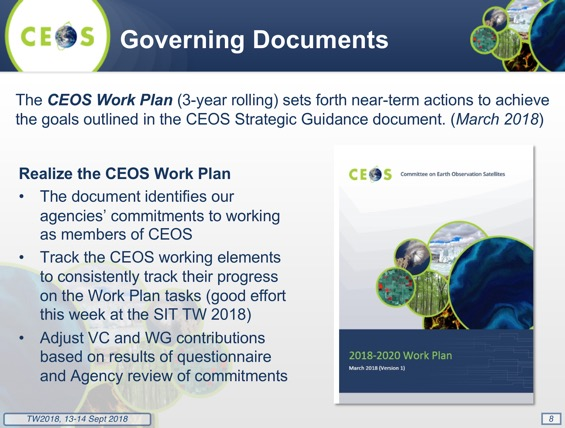 CEOS
Governing Documents
The CEOS Work Plan (3-year rolling) sets forth near-term actions to achieve
the goals outlined in the CEOS Strategic Guidance document. (March 2018)
Realize the CEOS Work Plan
• The document identifies our
agencies’ commitments to working
as members of CEOS
• Track the CEOS working elements
to consistently track their progress
on the Work Plan tasks (good effort
this week at the SIT TW 2018)
• Adjust VC and WG contributions
based on results of questionnaire
and Agency review of commitments
CEOS Committee on Earth Observation Satellites
2018-2020 Work Plan
March 2018 (Version 1)
TW2018, 13-14 Sept 2018
8